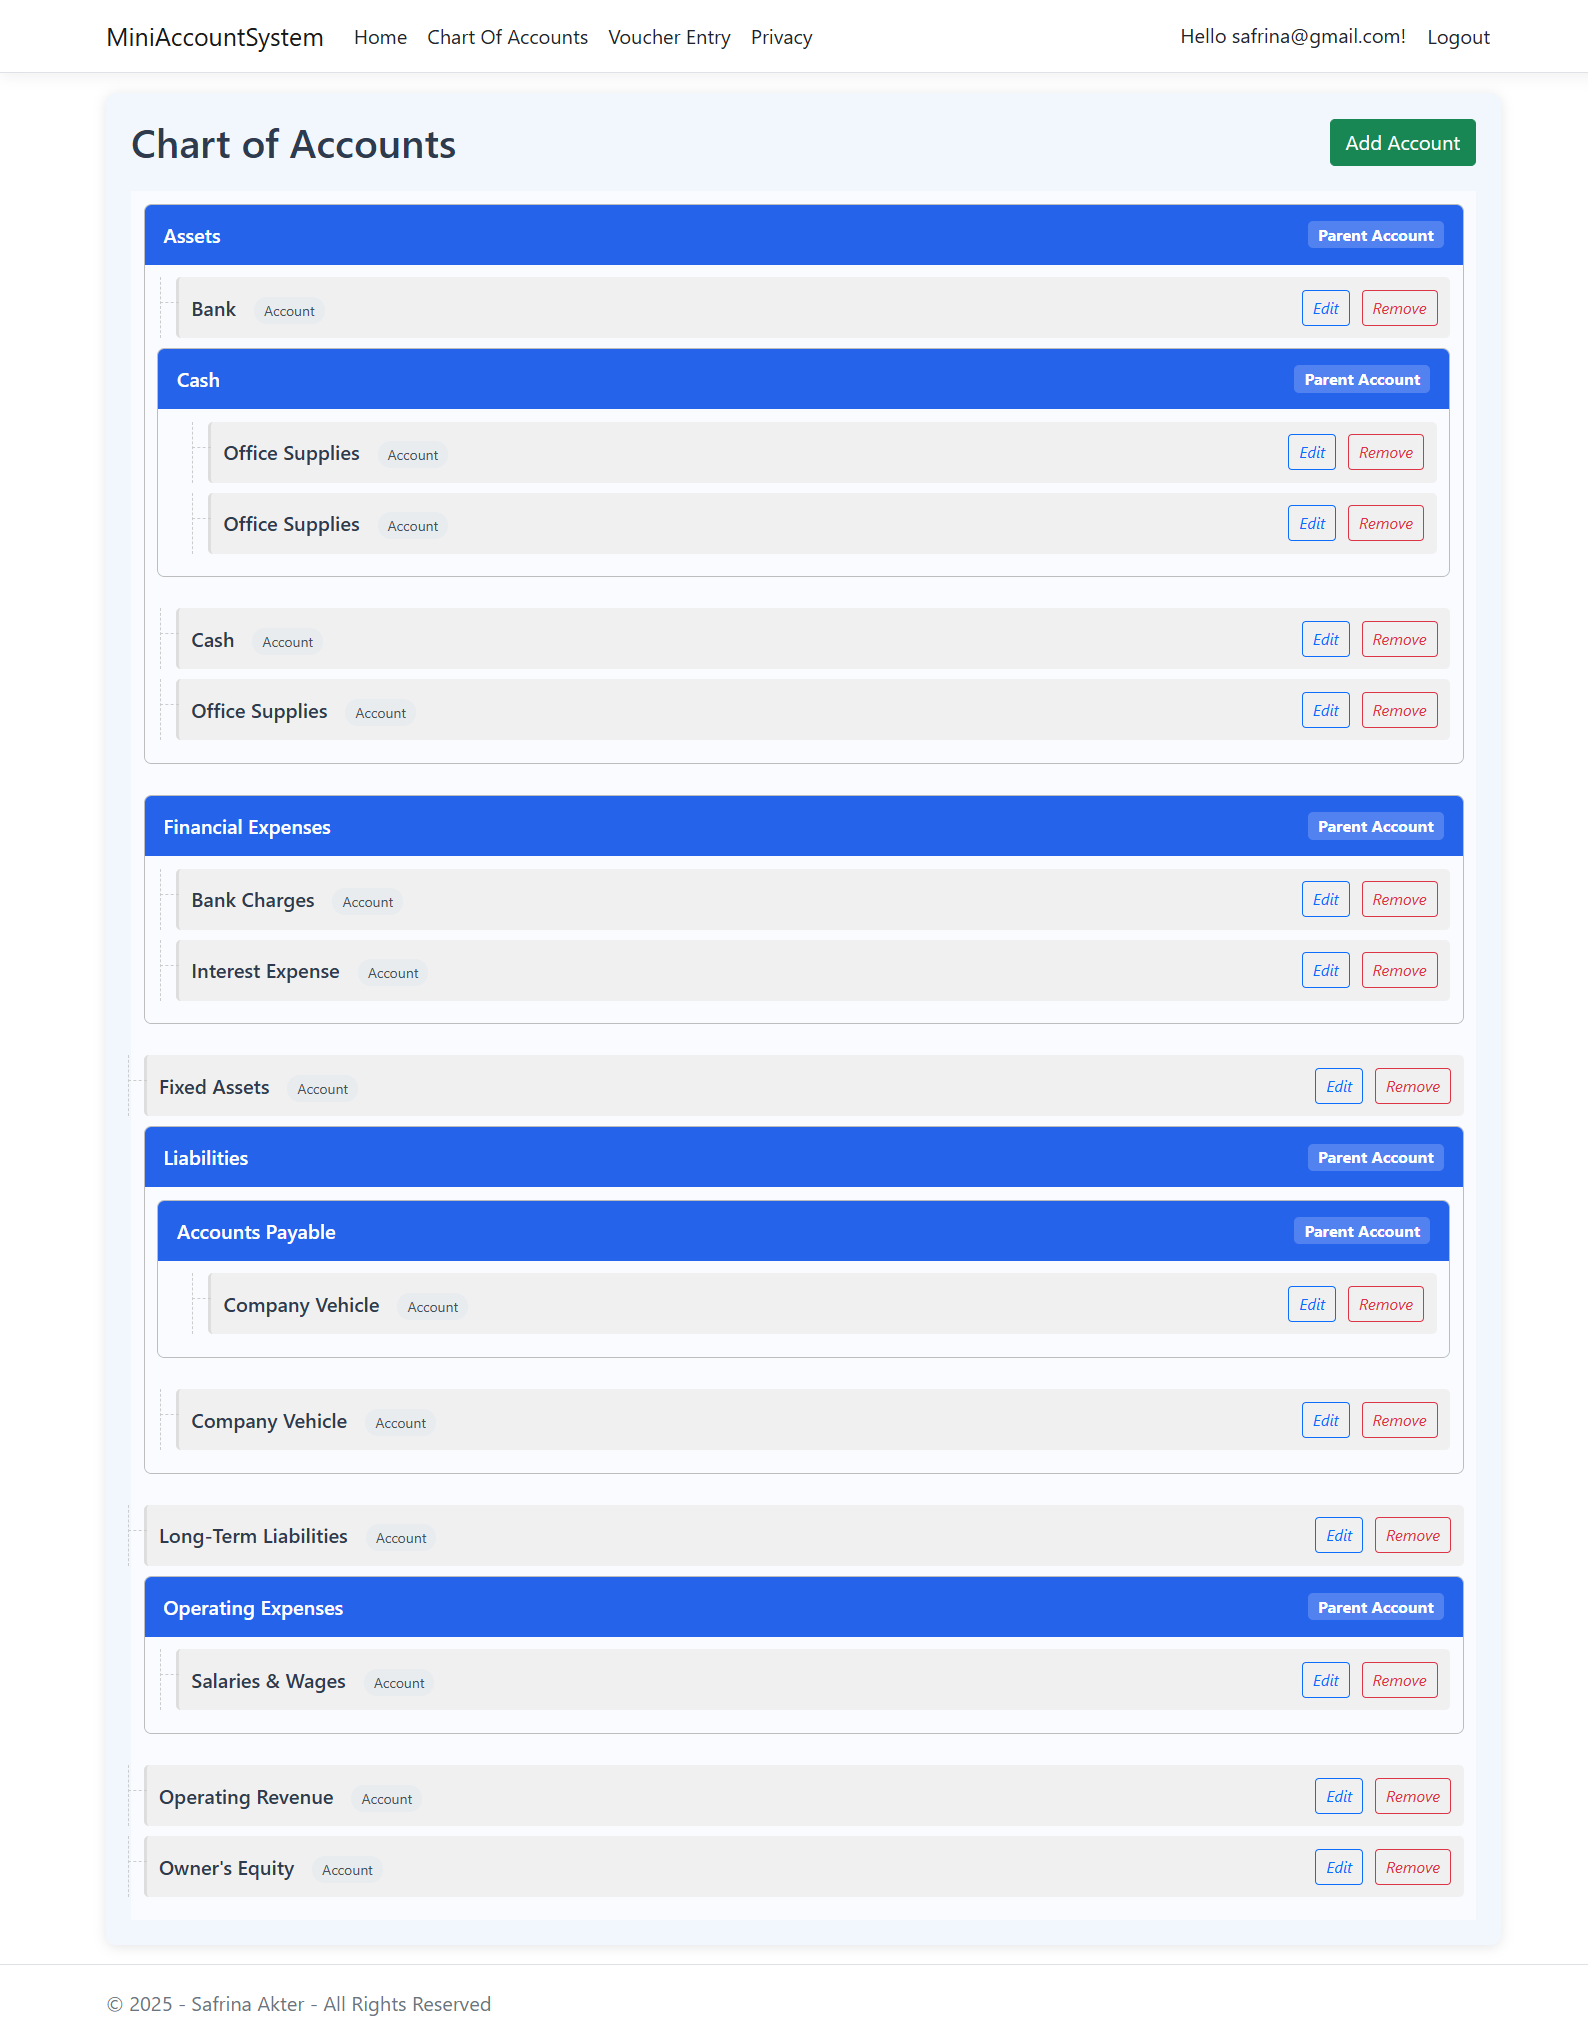 MiniAccountSystem Home Chart Of Accounts Voucher Entry Privacy Hello safrina@gmail.com! Logout
Chart of Accounts Add Account
Assets Parent Account
Bank Account Edit Remove
Cash Parent Account
Office Supplies Account Edit Remove
Office Supplies Account Edit Remove
Cash Account Edit Remove
Office Supplies Account Edit Remove
Financial Expenses Parent Account
Bank Charges Account Edit Remove
Interest Expense Account Edit Remove
Fixed Assets Account Edit Remove
Liabilities Parent Account
Accounts Payable Parent Account
Company Vehicle Account Edit Remove
Company Vehicle Account Edit Remove
Long-Term Liabilities Account Edit Remove
Operating Expenses Parent Account
Salaries & Wages Account Edit Remove
Operating Revenue Account Edit Remove
Owner's Equity Account Edit Remove
© 2025 - Safrina Akter - All Rights Reserved